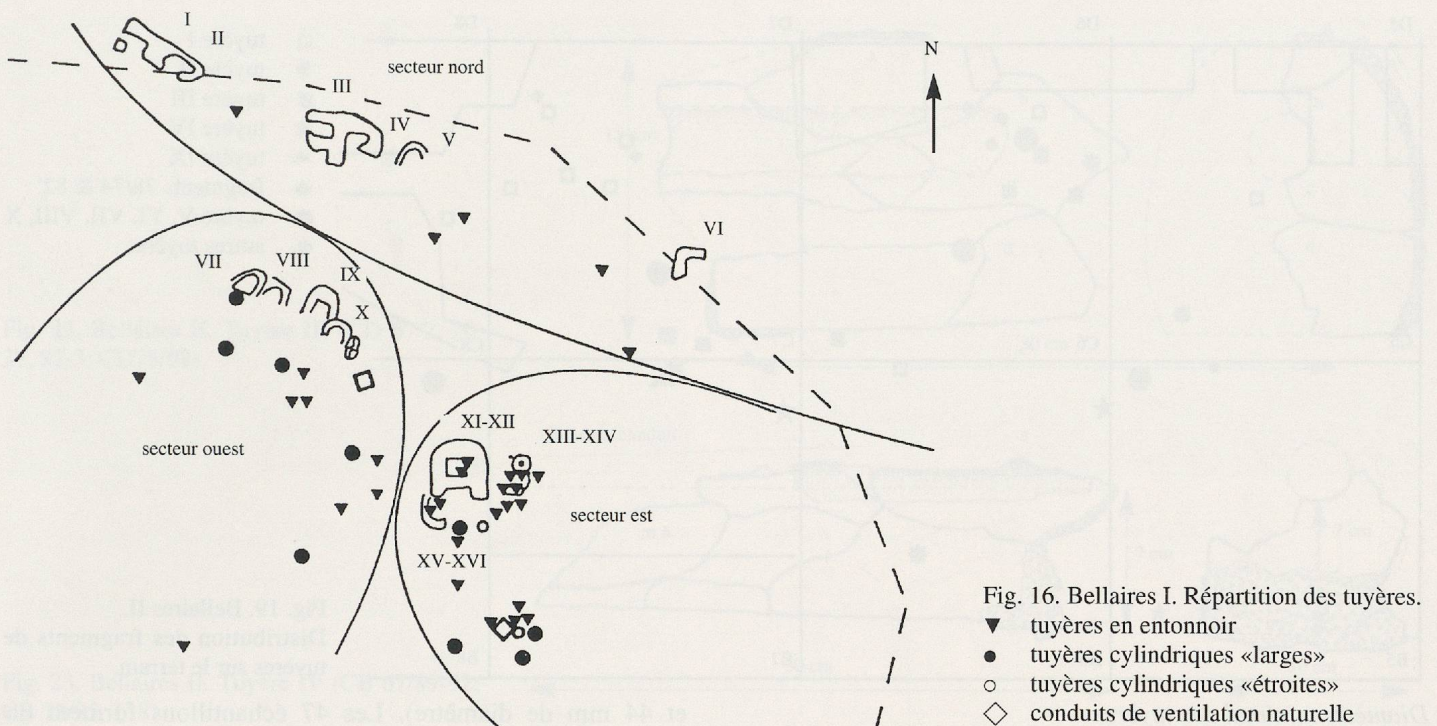 I
II
N
secteur nord
III
IV
V
VI
VII
VIII
IX
X
XI-XII
XIII-XIV
secteur ouest
secteur est
XV-XVI
Fig. 16. Bellaires I. Répartition des tuyères.
▼ tuyères en entonnoir
● tuyères cylindriques «larges»
○ tuyères cylindriques «étroites»
◇ conduits de ventilation naturelle